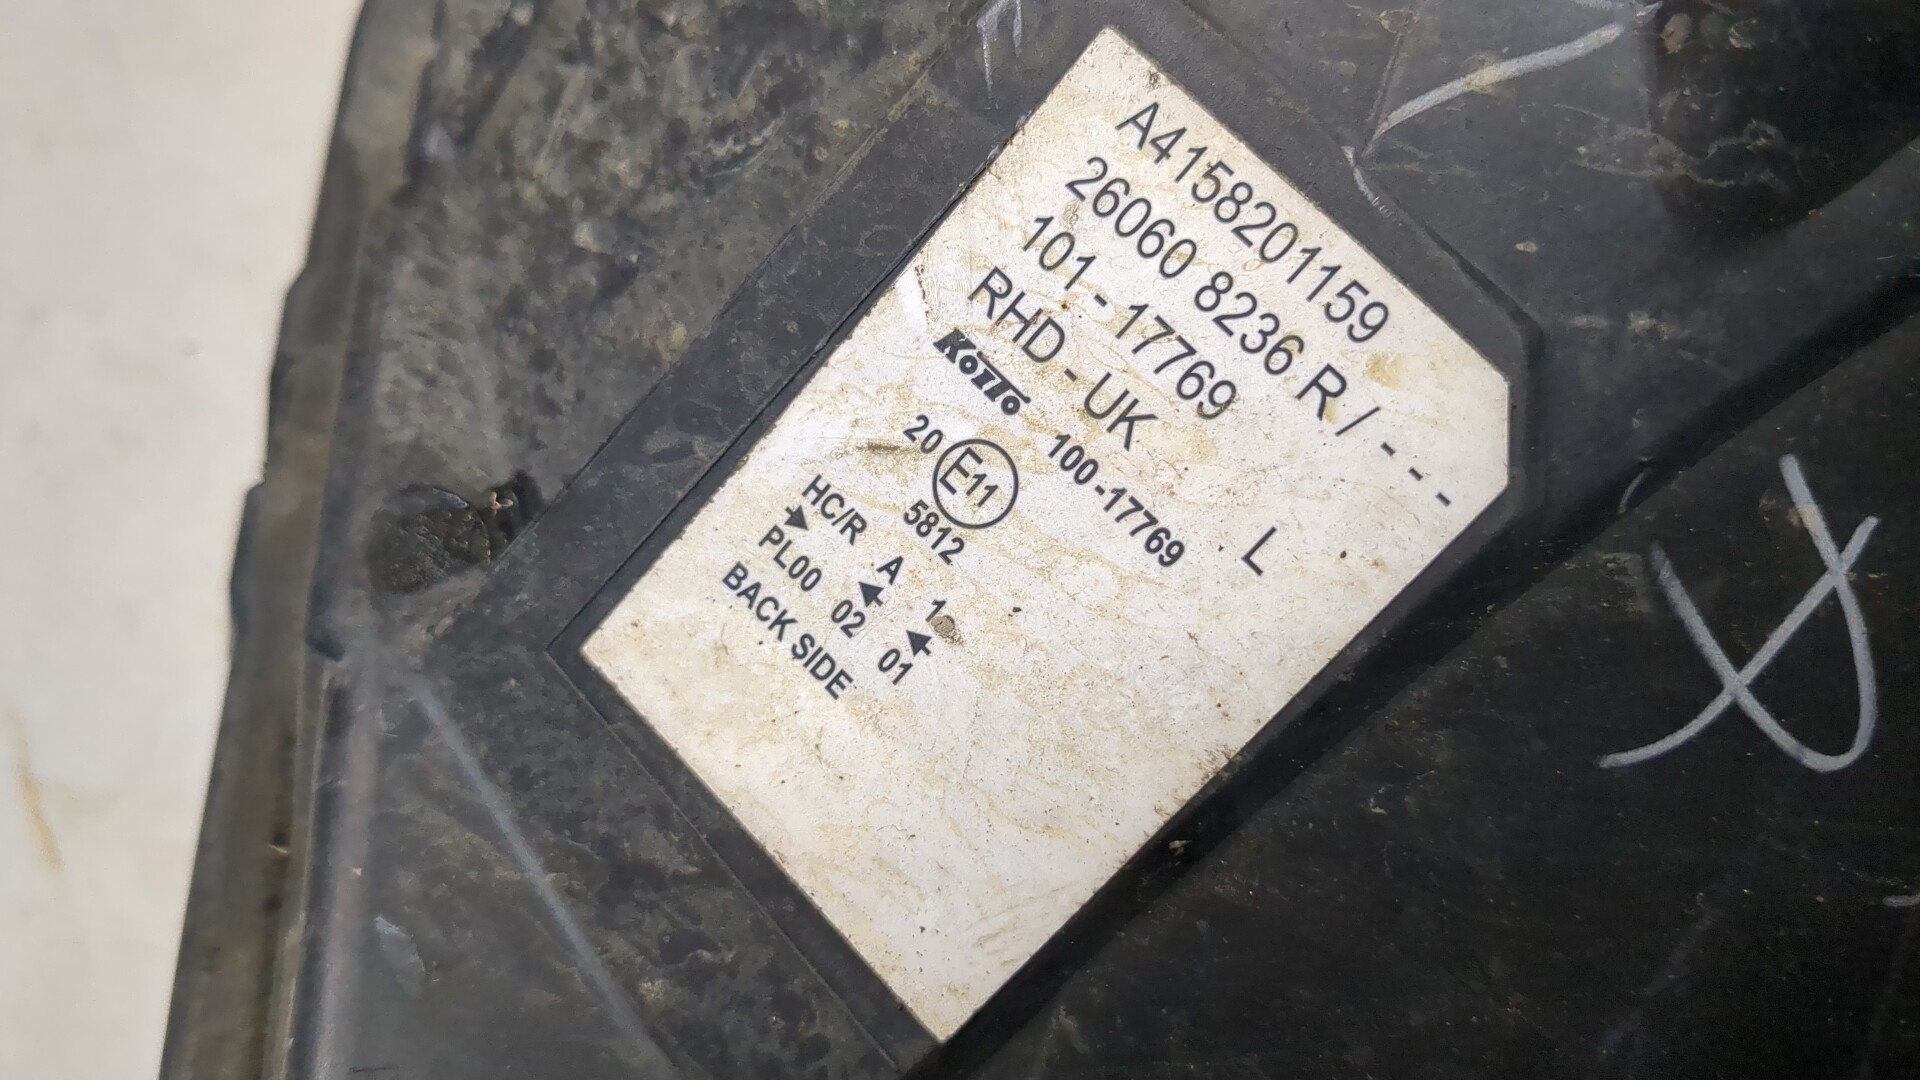 A4158201159
26060 8236 R / - - -
101 - 17769
RHD - UK L
KOITO 100-17769
20 E11
5812
HC/R A 1
PL00 02 01
BACK SIDE